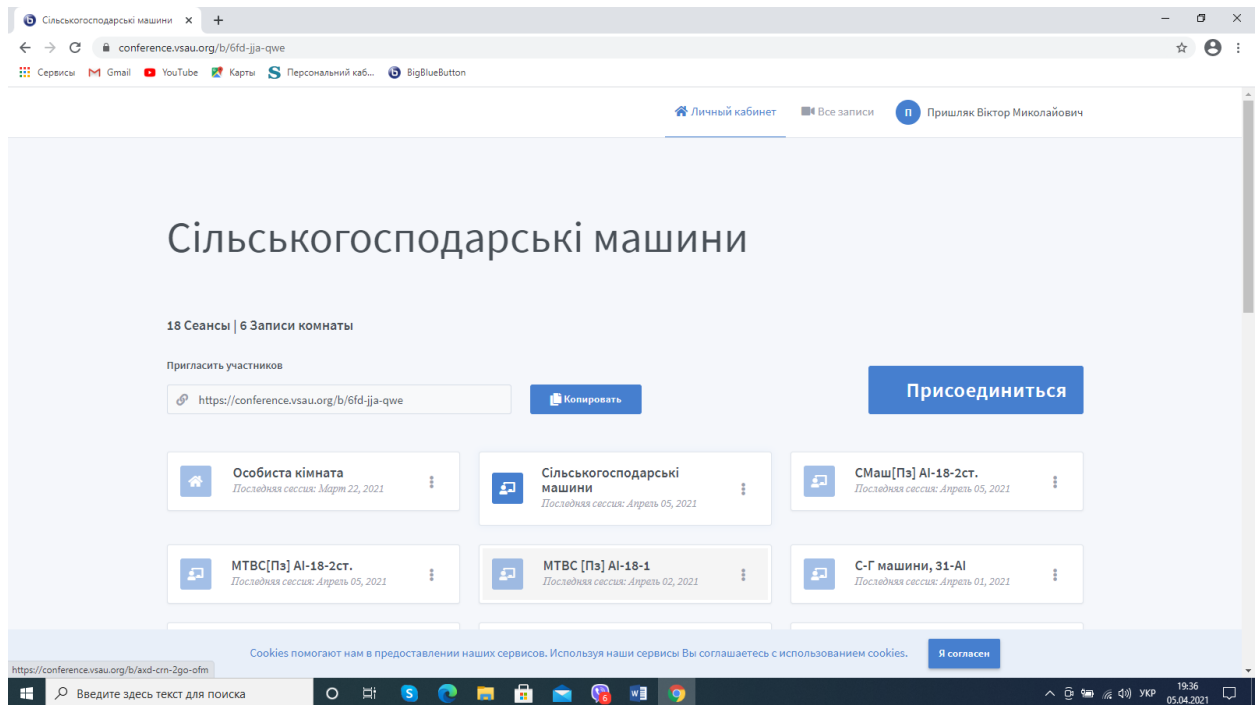 Сільськогосподарські машини
conference.vsau.org/b/6fd-jja-qwe
Сервисы Gmail YouTube Карты Персональний каб... BigBlueButton
Личный кабинет Все записи П Пришляк Віктор Миколайович
Сільськогосподарські машини
18 Сеансы | 6 Записи комнаты
Пригласить участников
https://conference.vsau.org/b/6fd-jja-qwe Копировать Присоединиться
Особиста кімната
Последняя сессия: Март 22, 2021
Сільськогосподарські
машини
Последняя сессия: Апрель 05, 2021
СМаш[Пз] АІ-18-2ст.
Последняя сессия: Апрель 05, 2021
МТВС[Пз] АІ-18-2ст.
Последняя сессия: Апрель 05, 2021
МТВС [Пз] АІ-18-1
Последняя сессия: Апрель 02, 2021
С-Г машини, 31-АІ
Последняя сессия: Апрель 01, 2021
Cookies помогают нам в предоставлении наших сервисов. Используя наши сервисы Вы соглашаетесь с использованием cookies. Я согласен
https://conference.vsau.org/b/axd-crn-2go-ofm
Введите здесь текст для поиска 6 УКР 19:36
05.04.2021